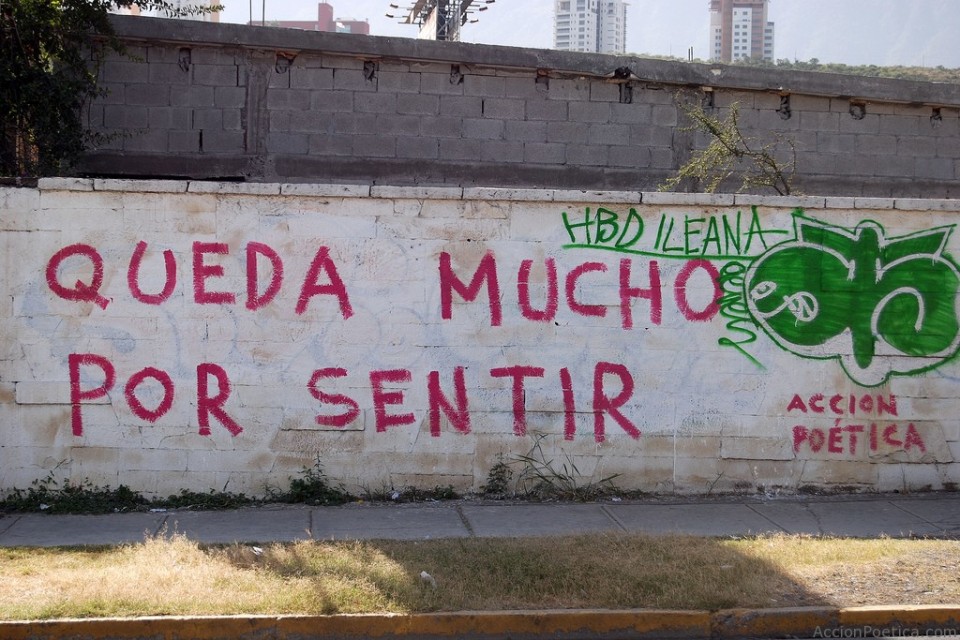 HBD ILEANA
QUEDA MUCHO
POR SENTIR
ACCION
POÉTICA
AccionPoetica.com